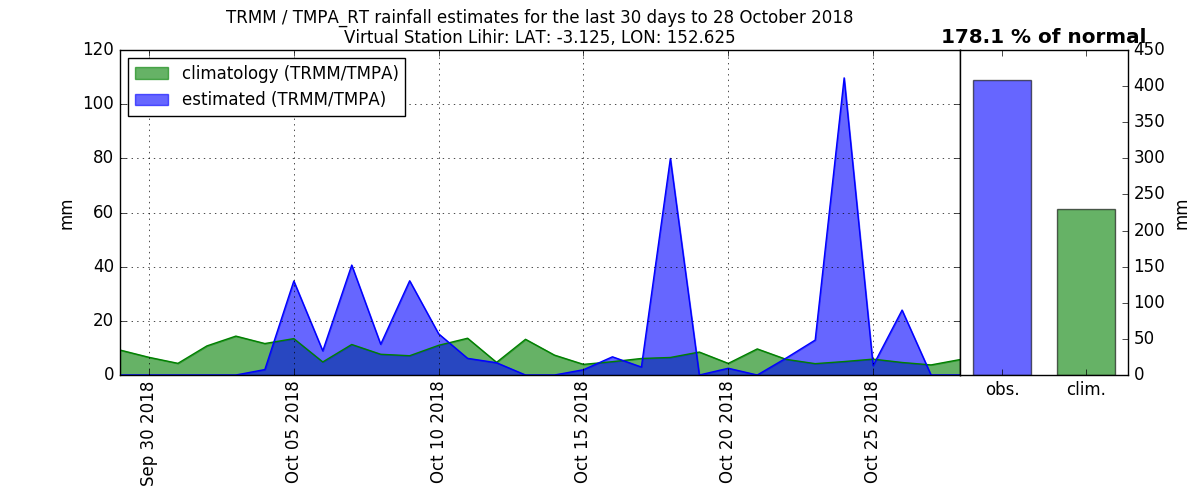 TRMM / TMPA_RT rainfall estimates for the last 30 days to 28 October 2018
Virtual Station Lihir: LAT: -3.125, LON: 152.625
178.1 % of normal
climatology (TRMM/TMPA)
estimated (TRMM/TMPA)
mm
120
100
80
60
40
20
0
Sep 30 2018
Oct 05 2018
Oct 10 2018
Oct 15 2018
Oct 20 2018
Oct 25 2018
obs.
clim.
450
400
350
300
250
200
150
100
50
0
mm